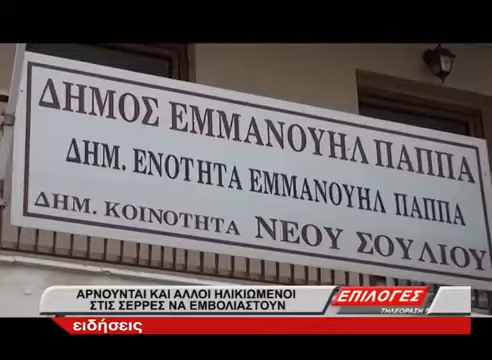 ΔΗΜΟΣ ΕΜΜΑΝΟΥΗΛ ΠΑΠΠΑ
ΔΗΜ. ΕΝΟΤΗΤΑ ΕΜΜΑΝΟΥΗΛ ΠΑΠΠΑ
ΔΗΜ. ΚΟΙΝΟΤΗΤΑ ΝΕΟΥ ΣΟΥΛΙΟΥ
ΑΡΝΟΥΝΤΑΙ ΚΑΙ ΑΛΛΟΙ ΗΛΙΚΙΩΜΕΝΟΙ
ΣΤΙΣ ΣΕΡΡΕΣ ΝΑ ΕΜΒΟΛΙΑΣΤΟΥΝ
ΕΠΙΛΟΓΕΣ
ΤΗΛΕΟΡΑΣΗ
ειδήσεις